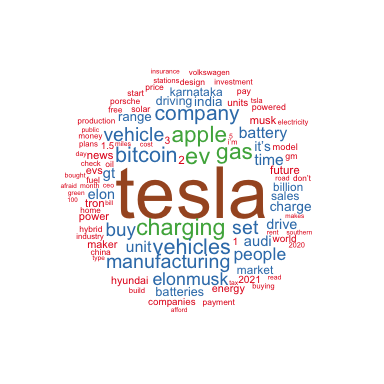 insurance volkswagen
stations design investment
price karnataka pay
start driving india units tsla
porsche range company powered
free solar musk electricity
production vehicle 3 apple .5 battery
public money check oil i'm
plans 1.5 miles cost it's model
day news bitcoin 2 ev gas time gm
bought evs gt future road don't
afraid month ceo fuel tesla billion
green elon sales
100 tron bill charge makes
home power buy charging set drive rent southern
hybrid unit vehicles 1 audi world 2020
industry maker people
china manufacturing market
type hyundai elonmusk tax 2021 read
build batteries energy buying
companies payment
afford